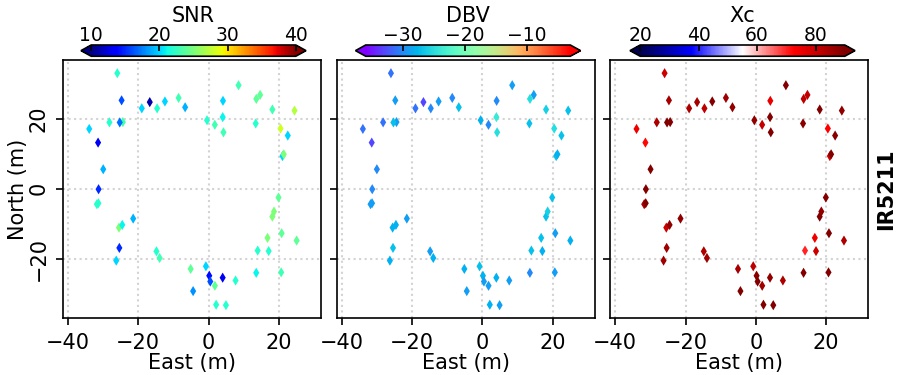 SNR DBV Xc
10 20 30 40 −30 −20 −10 20 40 60 80
North (m)
20
0
−20
−40 −20 0 20 −40 −20 0 20 −40 −20 0 20
East (m) East (m) East (m)
IR5211